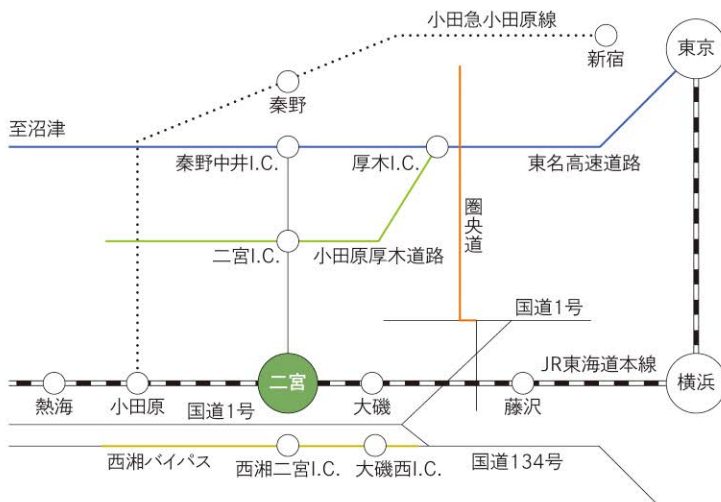 小田急小田原線
新宿
東京
秦野
至沼津
秦野中井I.C.
厚木I.C.
東名高速道路
圏央道
二宮I.C.
小田原厚木道路
国道1号
JR東海道本線
二宮
横浜
熱海
小田原
国道1号
大磯
藤沢
西湘バイパス
西湘二宮I.C.
大磯西I.C.
国道134号